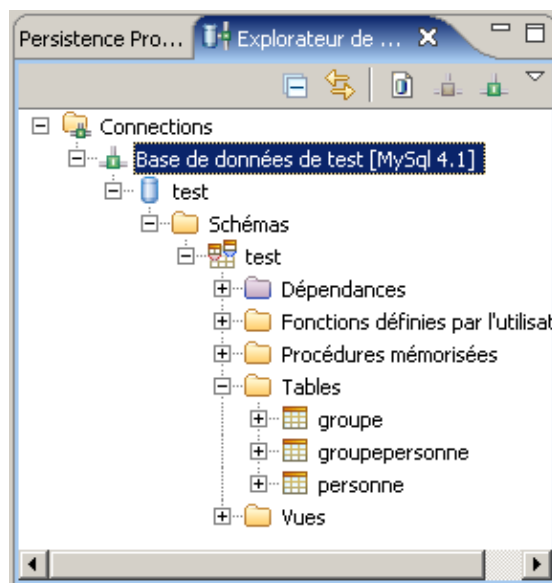 Persistence Pro... Explorateur de ...
Connections
Base de données de test [MySql 4.1]
test
Schémas
test
Dépendances
Fonctions définies par l'utilisat
Procédures mémorisées
Tables
groupe
groupepersonne
personne
Vues